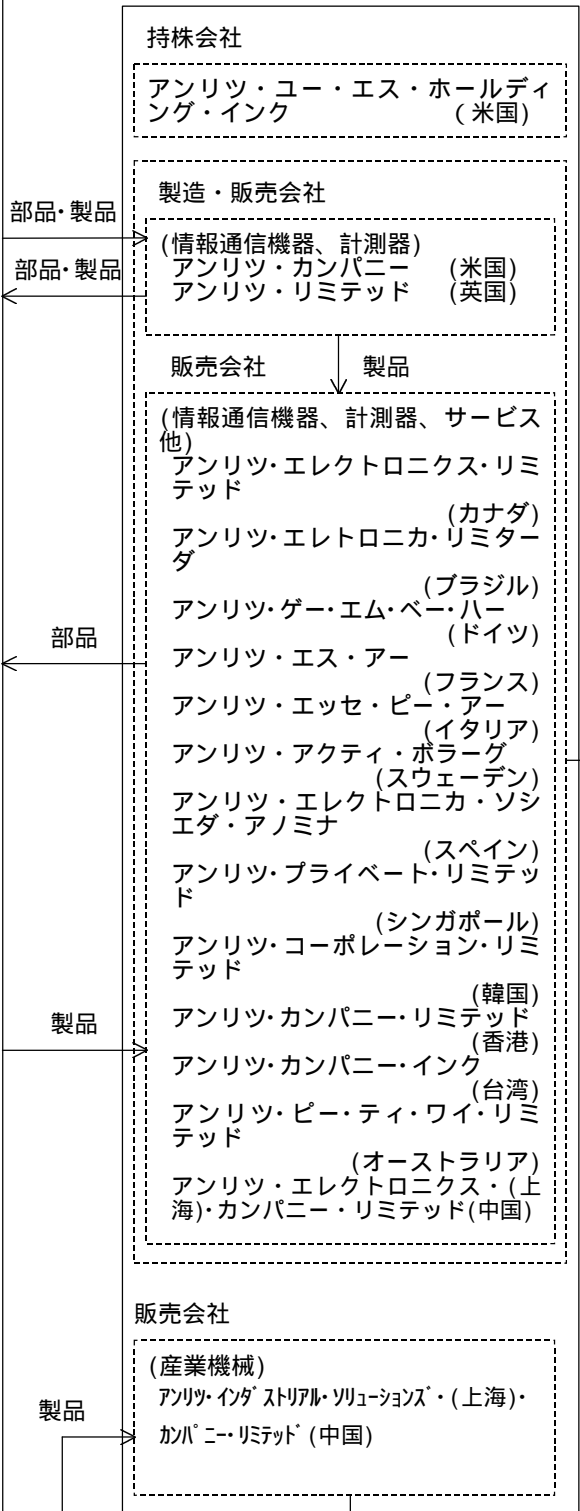 持株会社
アンリツ・ユー・エス・ホールディ
ング・インク (米国)
製造・販売会社
部品・製品
(情報通信機器、計測器)
アンリツ・カンパニー (米国)
部品・製品
アンリツ・リミテッド (英国)
販売会社 製品
(情報通信機器、計測器、サービス
他)
アンリツ・エレクトロニクス・リミ
テッド
(カナダ)
アンリツ・エレトロニカ・リミター
ダ
(ブラジル)
アンリツ・ゲー・エム・ベー・ハー
(ドイツ)
部品
アンリツ・エス・アー
(フランス)
アンリツ・エッセ・ピー・アー
(イタリア)
アンリツ・アクティ・ボラーグ
(スウェーデン)
アンリツ・エレクトロニカ・ソシ
エダ・アノミナ
(スペイン)
アンリツ・プライベート・リミテッ
ド
(シンガポール)
アンリツ・コーポレーション・リミ
テッド
(韓国)
製品
アンリツ・カンパニー・リミテッド
(香港)
アンリツ・カンパニー・インク
(台湾)
アンリツ・ピー・ティ・ワイ・リミ
テッド
(オーストラリア)
アンリツ・エレクトロニクス・(上
海)・カンパニー・リミテッド(中国)
販売会社
(産業機械)
製品
アンリツ・インダストリアル・ソリューションズ・(上海)・
カンパニー・リミテッド(中国)